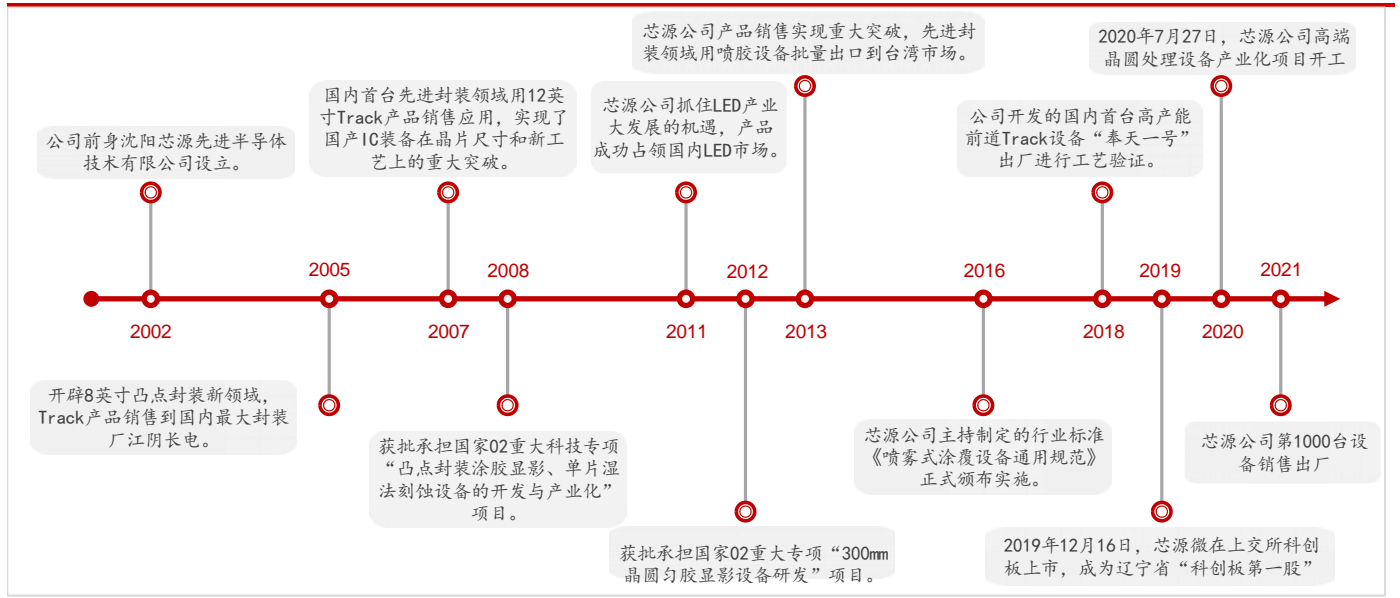 芯源公司产品销售实现重大突破，先进封
装领域用喷胶设备批量出口到台湾市场。
2020年7月27日，芯源公司高端
晶圆处理设备产业化项目开工
国内首台先进封装领域用12英
寸Track产品销售应用，实现了
国产IC装备在晶片尺寸和新工
艺上的重大突破。
芯源公司抓住LED产业
大发展的机遇，产品
成功占领国内LED市场。
公司开发的国内首台高产能
前道Track设备“奉天一号”
出厂进行工艺验证。
公司前身沈阳芯源先进半导体
技术有限公司设立。
2005
2008
2012
2016
2019
2021
2002
2007
2011
2013
2018
2020
开辟8英寸凸点封装新领域，
Track产品销售到国内最大封装
厂江阴长电。
获批承担国家02重大科技专项
“凸点封装涂胶显影、单片湿
法刻蚀设备的开发与产业化”
项目。
芯源公司主持制定的行业标准
《喷雾式涂覆设备通用规范》
正式颁布实施。
芯源公司第1000台设
备销售出厂
获批承担国家02重大专项“300mm
晶圆匀胶显影设备研发”项目。
2019年12月16日，芯源微在上交所科创
板上市，成为辽宁省“科创板第一股”